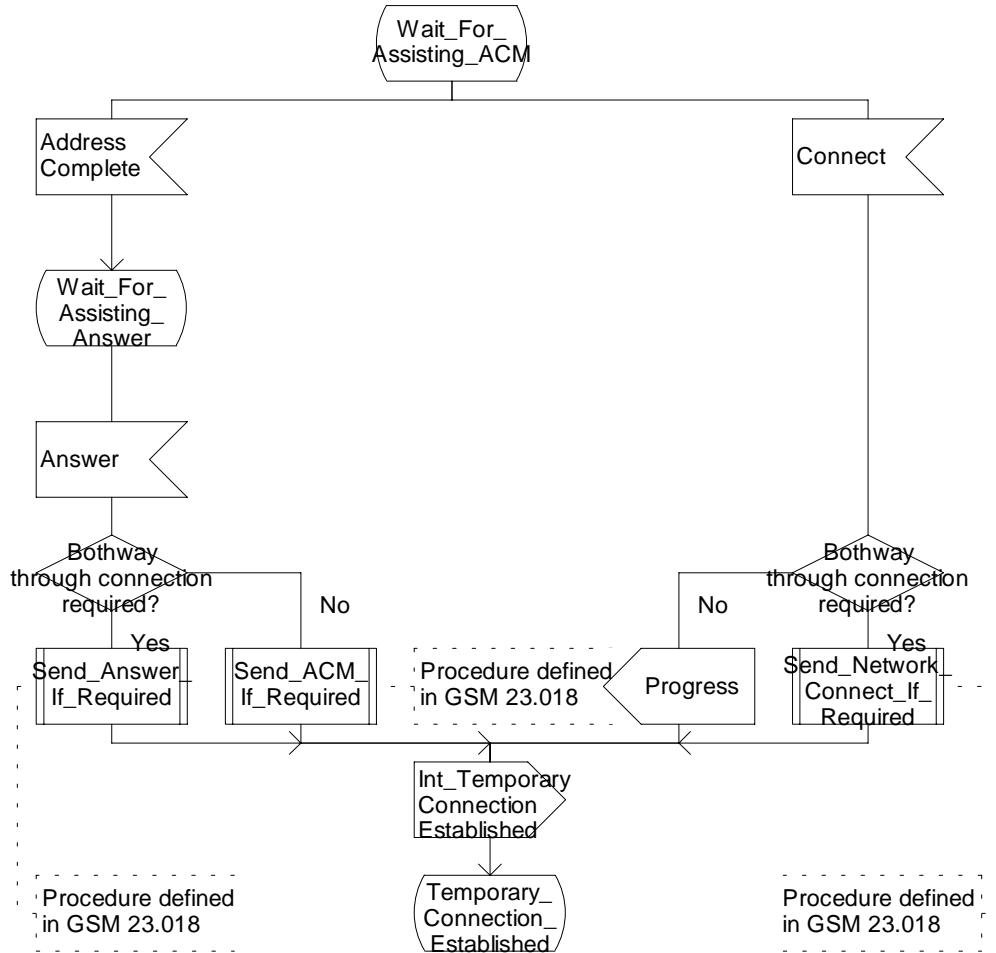 Wait_For_
Assisting_ACM
Address
Complete
Connect
Wait_For_
Assisting_
Answer
Answer
Bothway
through connection
required?
No
Yes
Bothway
through connection
required?
No
Yes
Send_Answer_
If_Required
Send_ACM_
If_Required
Procedure defined
in GSM 23.018
Progress
Send_Network_
Connect_If_
Required
Int_Temporary
Connection
Established
Procedure defined
in GSM 23.018
Temporary_
Connection_
Established
Procedure defined
in GSM 23.018